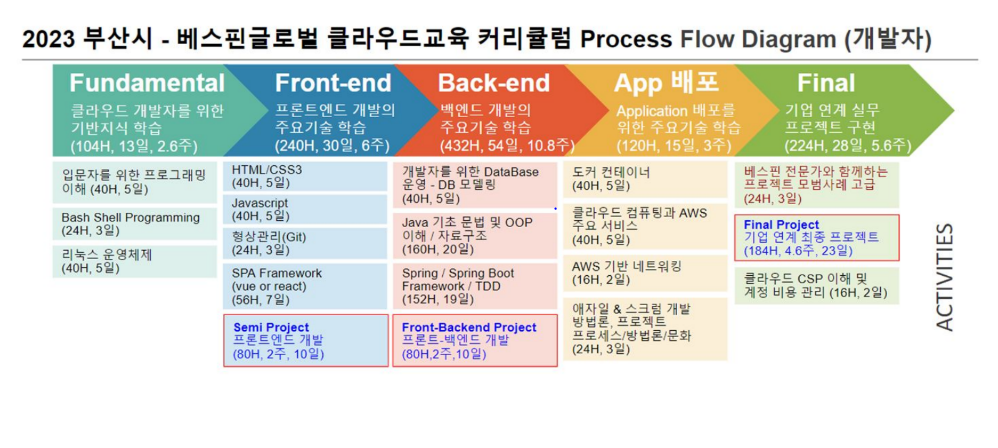 2023 부산시 - 베스핀글로벌 클라우드교육 커리큘럼 Process Flow Diagram (개발자)
Fundamental
클라우드 개발자를 위한
기반지식 학습
(104H, 13일, 2.6주)
입문자를 위한 프로그래밍
이해 (40H, 5일)
Bash Shell Programming
(24H, 3일)
리눅스 운영체제
(40H, 5일)
Front-end
프론트엔드 개발의
주요기술 학습
(240H, 30일, 6주)
HTML/CSS3
(40H, 5일)
Javascript
(40H, 5일)
형상관리(Git)
(24H, 3일)
SPA Framework
(vue or react)
(56H, 7일)
Semi Project
프론트엔드 개발
(80H, 2주, 10일)
Back-end
백엔드 개발의
주요기술 학습
(432H, 54일, 10.8주)
개발자를 위한 DataBase
운영 - DB 모델링
(40H, 5일)
Java 기초 문법 및 OOP
이해 / 자료구조
(160H, 20일)
Spring / Spring Boot
Framework / TDD
(152H, 19일)
Front-Backend Project
프론트-백엔드 개발
(80H,2주,10일)
App 배포
Application 배포를
위한 주요기술 학습
(120H, 15일, 3주)
도커 컨테이너
(40H, 5일)
클라우드 컴퓨팅과 AWS
주요 서비스
(40H, 5일)
AWS 기반 네트워킹
(16H, 2일)
애자일 & 스크럼 개발
방법론, 프로젝트
프로세스/방법론/문화
(24H, 3일)
Final
기업 연계 실무
프로젝트 구현
(224H, 28일, 5.6주)
베스핀 전문가와 함께하는
프로젝트 모범사례 고급
(24H, 3일)
Final Project
기업 연계 최종 프로젝트
(184H, 4.6주, 23일)
클라우드 CSP 이해 및
계정 비용 관리 (16H, 2일)
ACTIVITIES